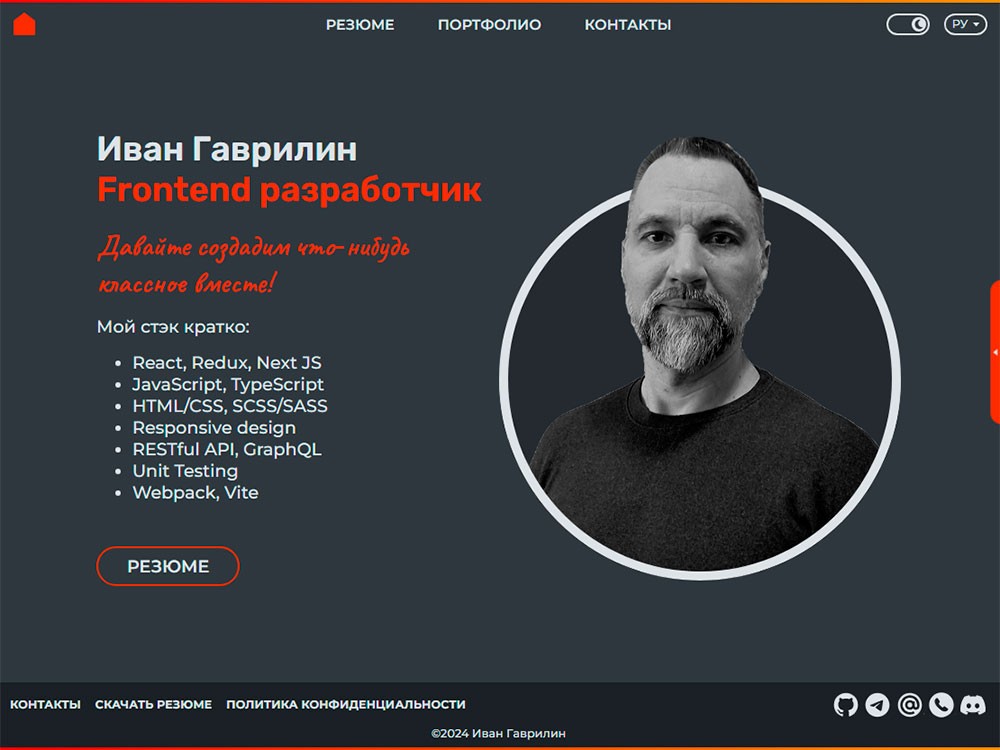 РЕЗЮМЕ ПОРТФОЛИО КОНТАКТЫ РУ
Иван Гаврилин
Frontend разработчик
Давайте создадим что-нибудь
классное вместе!
Мой стэк кратко:
• React, Redux, Next JS
• JavaScript, TypeScript
• HTML/CSS, SCSS/SASS
• Responsive design
• RESTful API, GraphQL
• Unit Testing
• Webpack, Vite
РЕЗЮМЕ
КОНТАКТЫ СКАЧАТЬ РЕЗЮМЕ ПОЛИТИКА КОНФИДЕНЦИАЛЬНОСТИ
©2024 Иван Гаврилин